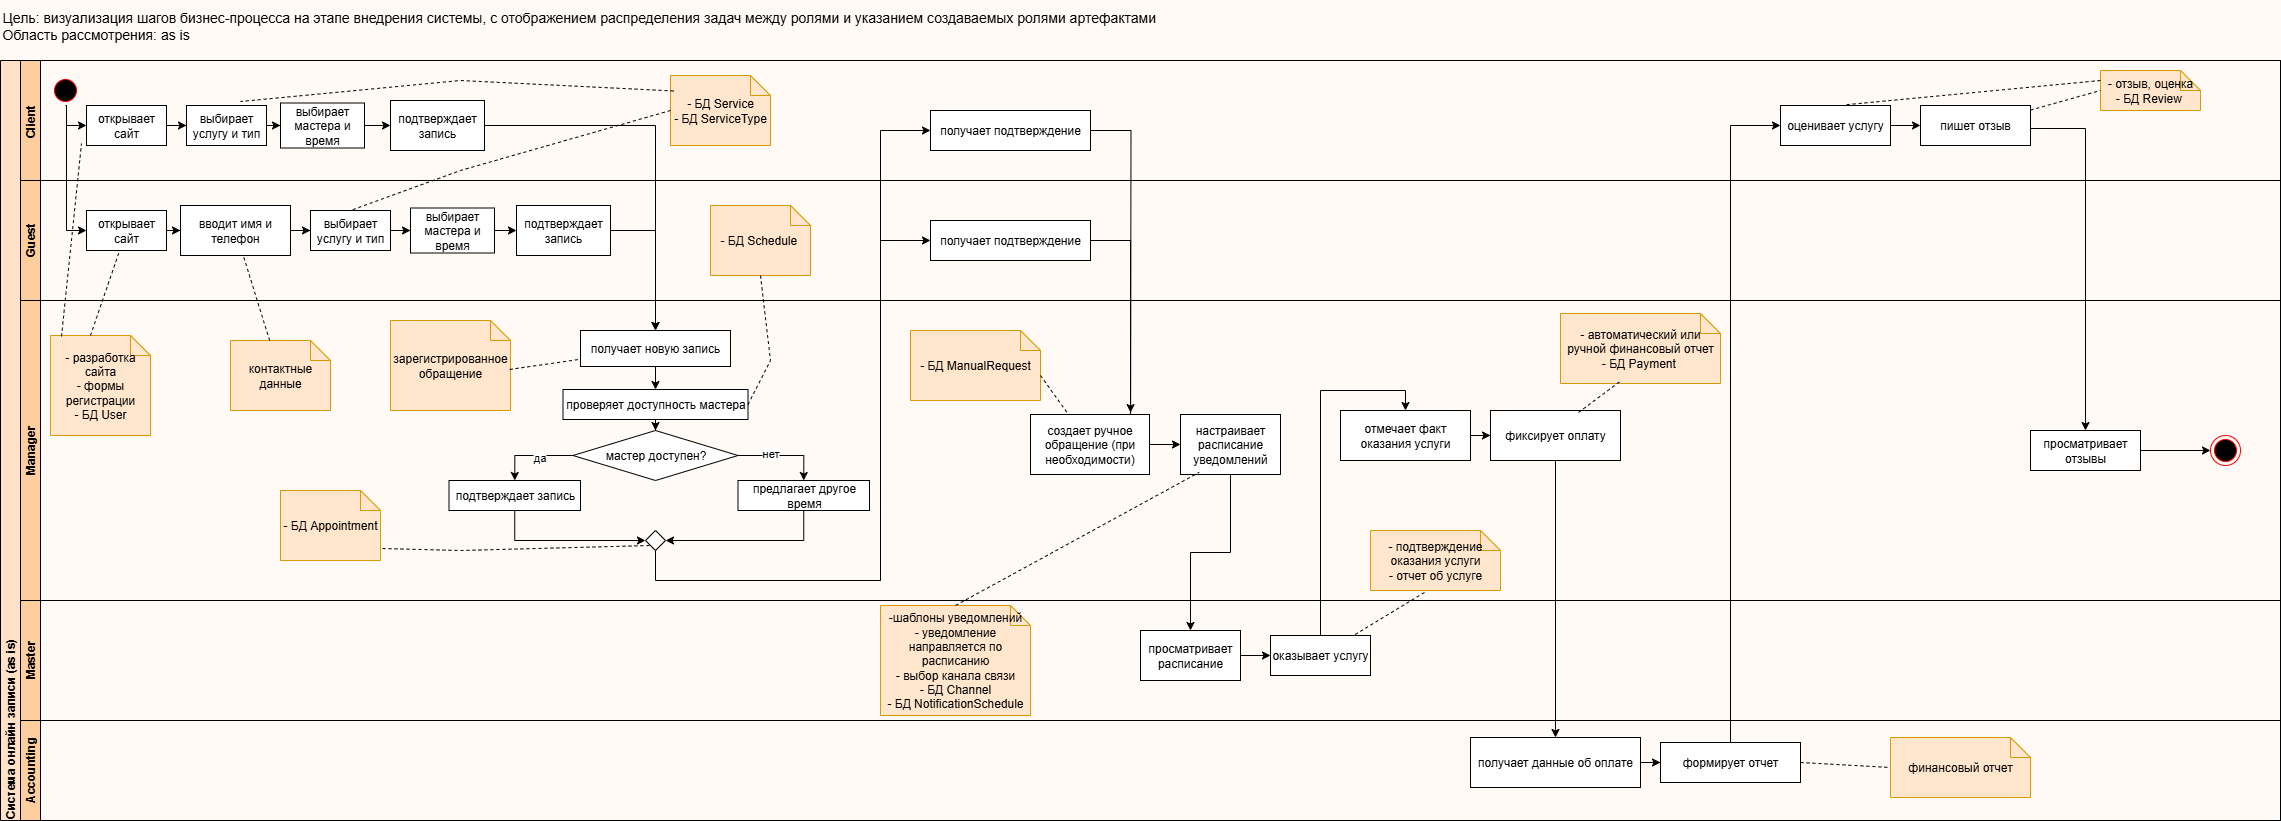 Цель: визуализация шагов бизнес-процесса на этапе внедрения системы, с отображением распределения задач между ролями и указанием создаваемых ролями артефактами
Область рассмотрения: as is
Система онлайн записи (as is)
Client
открывает
сайт
выбирает
услугу и тип
выбирает
мастера и
время
подтверждает
запись
- БД Service
- БД ServiceType
получает подтверждение
оценивает услугу
пишет отзыв
- отзыв, оценка
- БД Review
Guest
открывает
сайт
вводит имя и
телефон
выбирает
услугу и тип
выбирает
мастера и
время
подтверждает
запись
- БД Schedule
получает подтверждение
Manager
- разработка
сайта
- формы
регистрации
- БД User
контактные
данные
зарегистрированное
обращение
получает новую запись
проверяет доступность мастера
мастер доступен?
да
нет
подтверждает запись
предлагает другое
время
- БД Appointment
- БД ManualRequest
создает ручное
обращение (при
необходимости)
настраивает
расписание
уведомлений
отмечает факт
оказания услуги
фиксирует оплату
- автоматический или
ручной финансовый отчет
- БД Payment
- подтверждение
оказания услуги
- отчет об услуге
просматривает
отзывы
Master
-шаблоны уведомлений
- уведомление
направляется по
расписанию
- выбор канала связи
- БД Channel
- БД NotificationSchedule
просматривает
расписание
оказывает услугу
Accounting
получает данные об оплате
формирует отчет
финансовый отчет